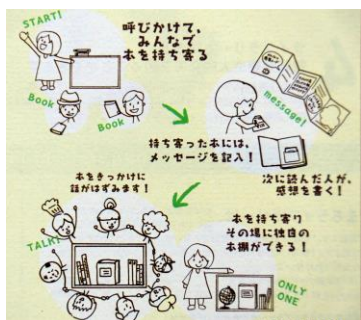 START!
呼びかけて、
みんなで
本を持ち寄る
Book
Book
message!
持ち寄った本には、
メッセージを記入！
次に読んだ人が、
感想を書く！
本をきっかけに
話がはずみます！
TALK!
本を持ち寄り
その場に独自の
本棚ができる！
ONLY
ONE